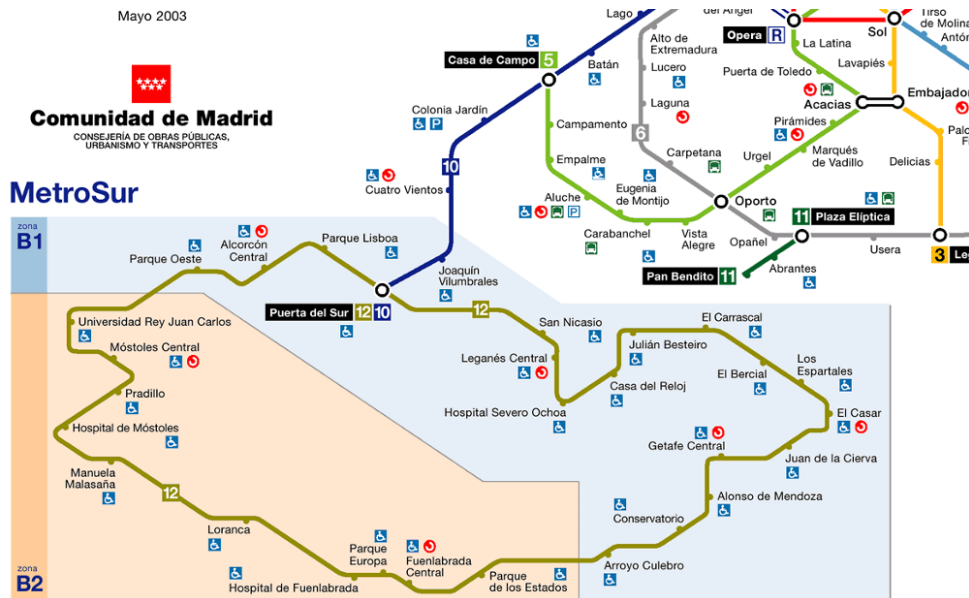 Mayo 2003
Comunidad de Madrid
CONSEJERÍA DE OBRAS PÚBLICAS,
URBANISMO Y TRANSPORTES
MetroSur
zona
B1
zona
B2
Lago
del Angel
Alto de
Extremadura
Opera R
Sol
Tirso
de Molina
La Latina
Lavapiés
Casa de Campo 5
Batán
Lucero
Puerta de Toledo
Acacias
Colonia Jardín
P
Laguna
6
Pirámides
Campamento
Carpetana
Urgel
Marqués
de Vadillo
Delicias
10
Cuatro Vientos
Empalme
Eugenia
de Montijo
Aluche
P
Oporto
11 Plaza Elíptica
Carabanchel
Vista
Alegre
Opañel
Usera
3
Pan Bendito 11
Abrantes
Parque Oeste
Alcorcón
Central
Parque Lisboa
Joaquín
Vilumbrales
Puerta del Sur 12 10
12
Universidad Rey Juan Carlos
Móstoles Central
Pradillo
Hospital de Móstoles
Manuela
Malasaña
12
Loranca
Hospital de Fuenlabrada
Parque
Europa
Fuenlabrada
Central
Parque
de los Estados
Arroyo Culebro
Conservatorio
Alonso de Mendoza
Getafe Central
Juan de la Cierva
El Casar
Los
Espartales
El Bercial
El Carrascal
Julián Besteiro
Casa del Reloj
Hospital Severo Ochoa
Leganés Central
San Nicasio